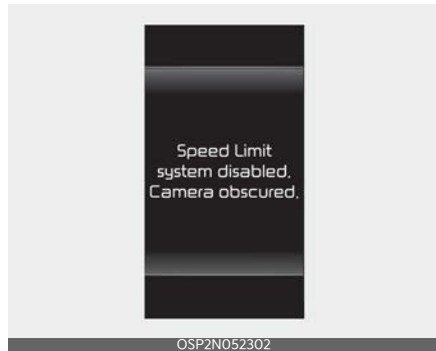 Speed Limit
system disabled.
Camera obscured.
OSP2N052302